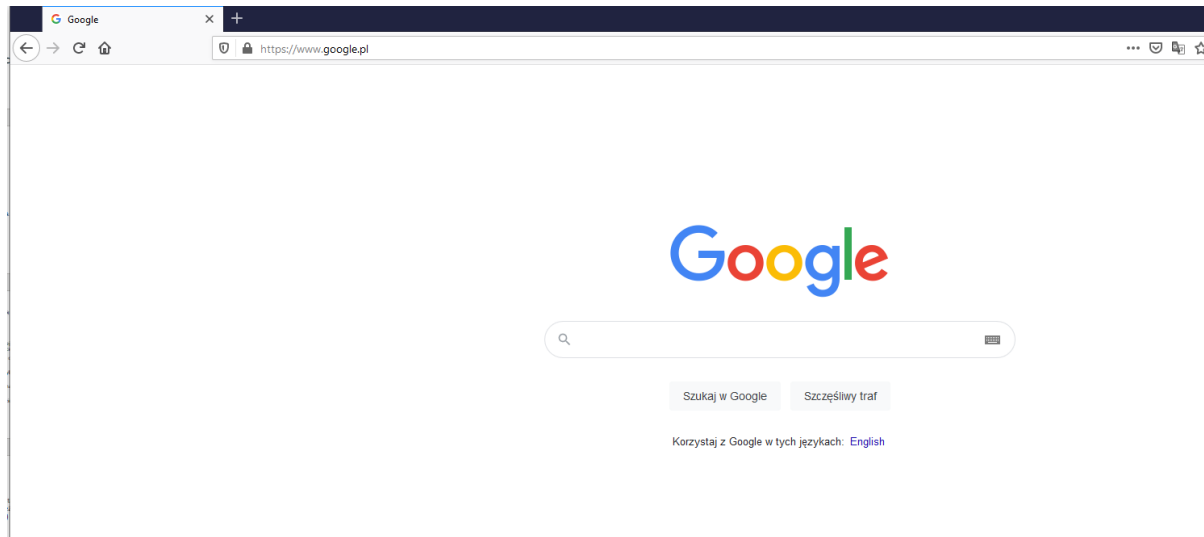 Google
https://www.google.pl
Google
Szukaj w Google Szczęśliwy traf
Korzystaj z Google w tych językach: English